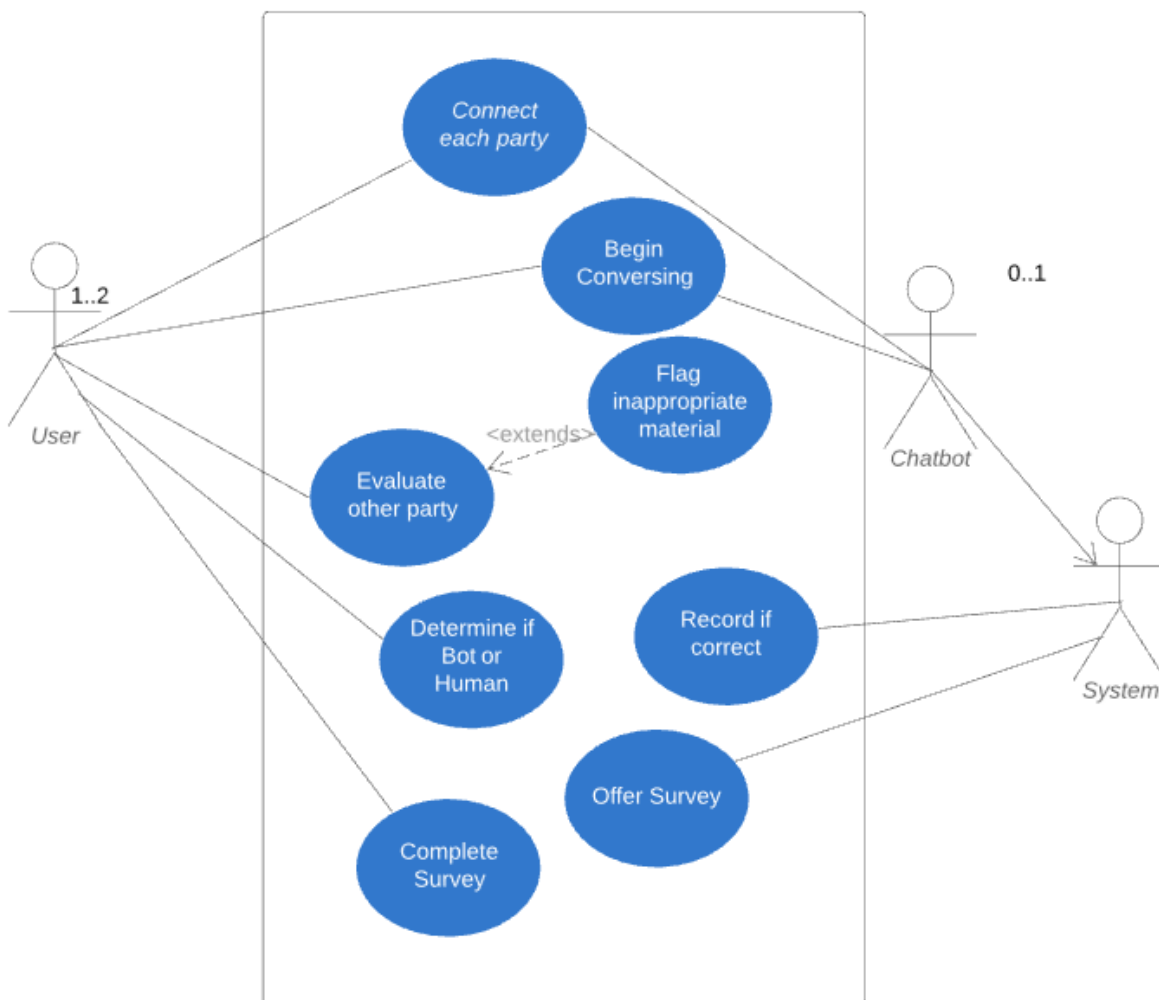 Connect
each party
Begin
Conversing
1..2
0..1
Flag
inappropriate
material
User
<extends>
Chatbot
Evaluate
other party
Determine if
Bot or
Human
Record if
correct
System
Offer Survey
Complete
Survey